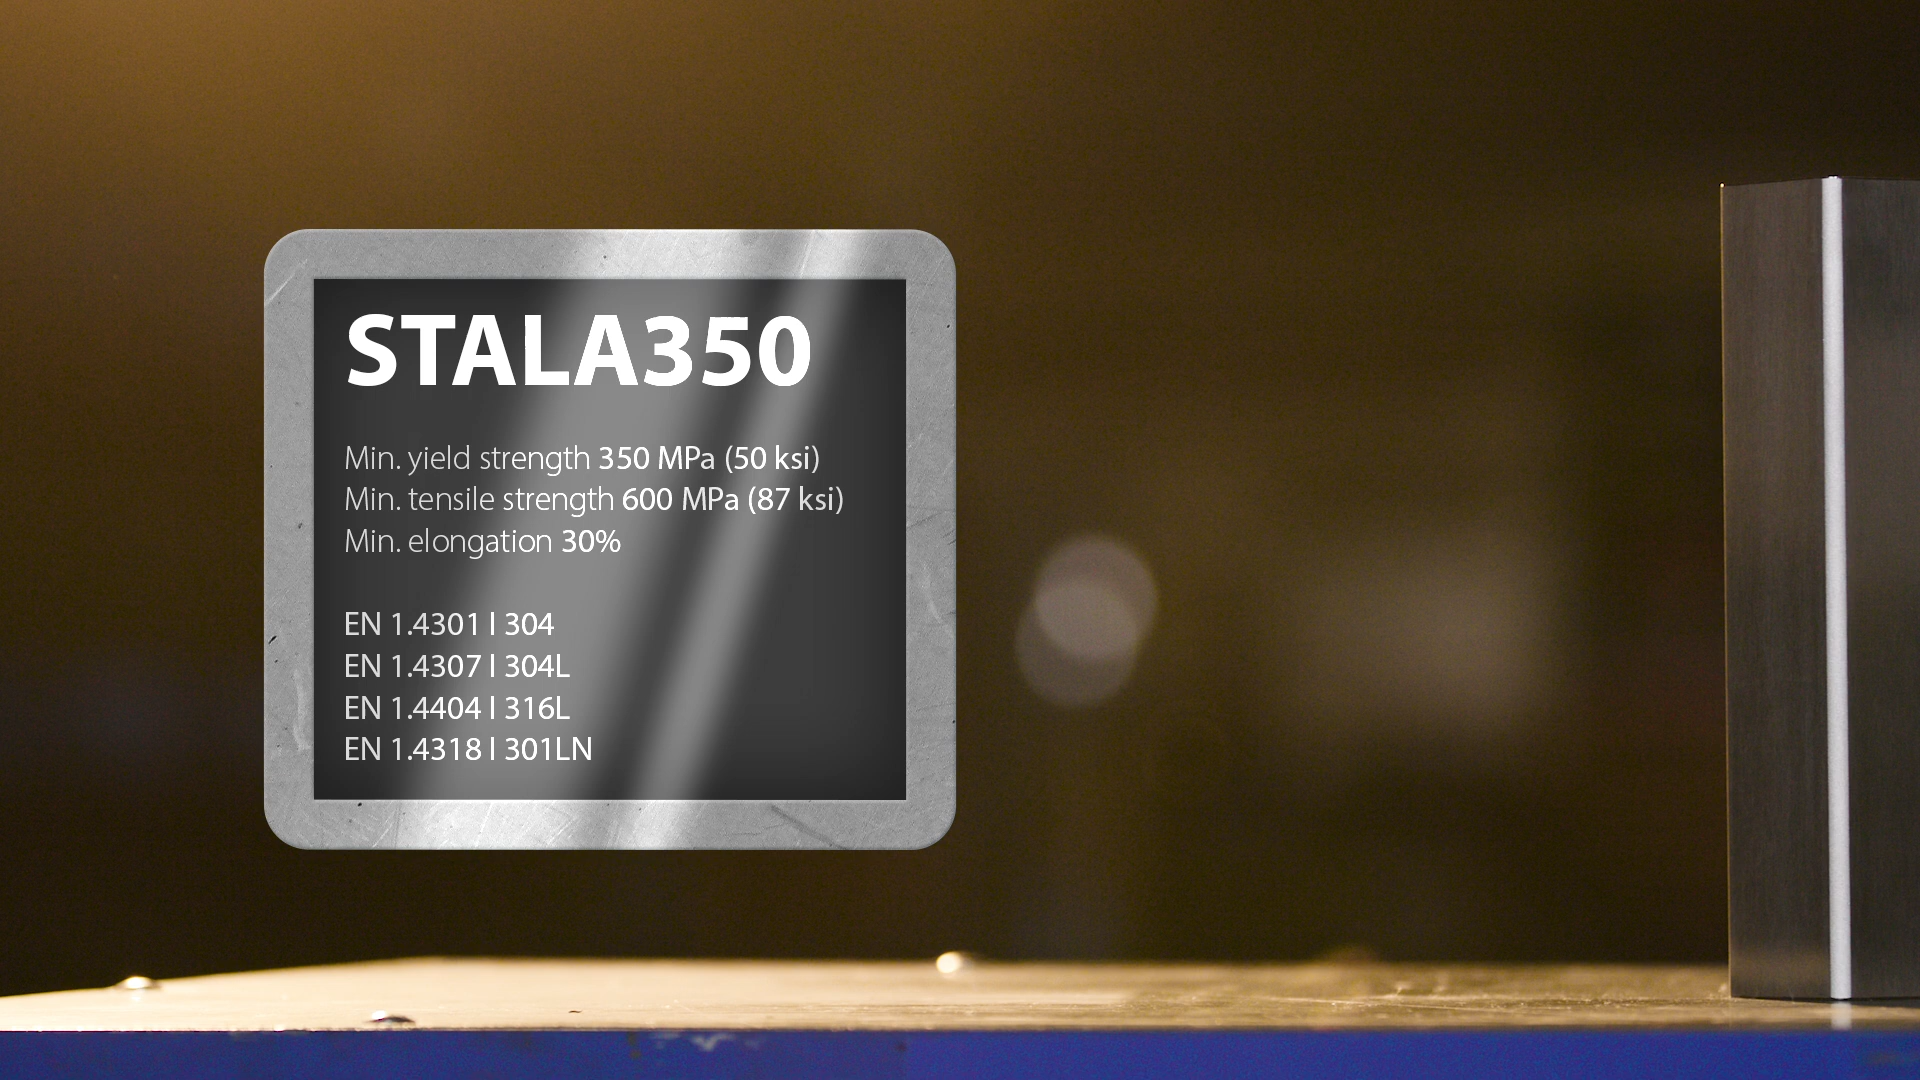 STALA350
Min. yield strength 350 MPa (50 ksi)
Min. tensile strength 600 MPa (87 ksi)
Min. elongation 30%
EN 1.4301 | 304
EN 1.4307 | 304L
EN 1.4404 | 316L
EN 1.4318 | 301LN